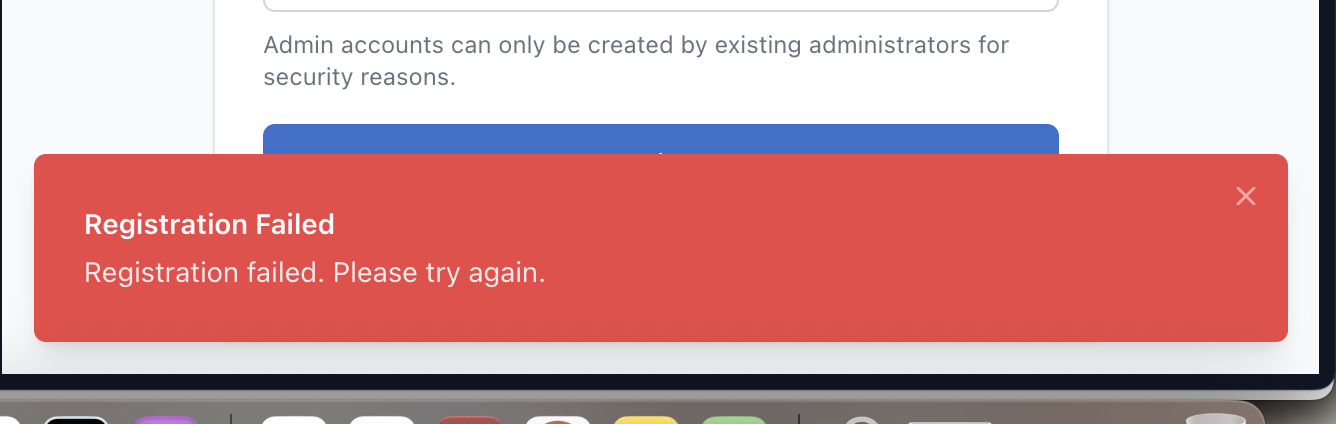 Admin accounts can only be created by existing administrators for
security reasons.
Registration Failed
Registration failed. Please try again.